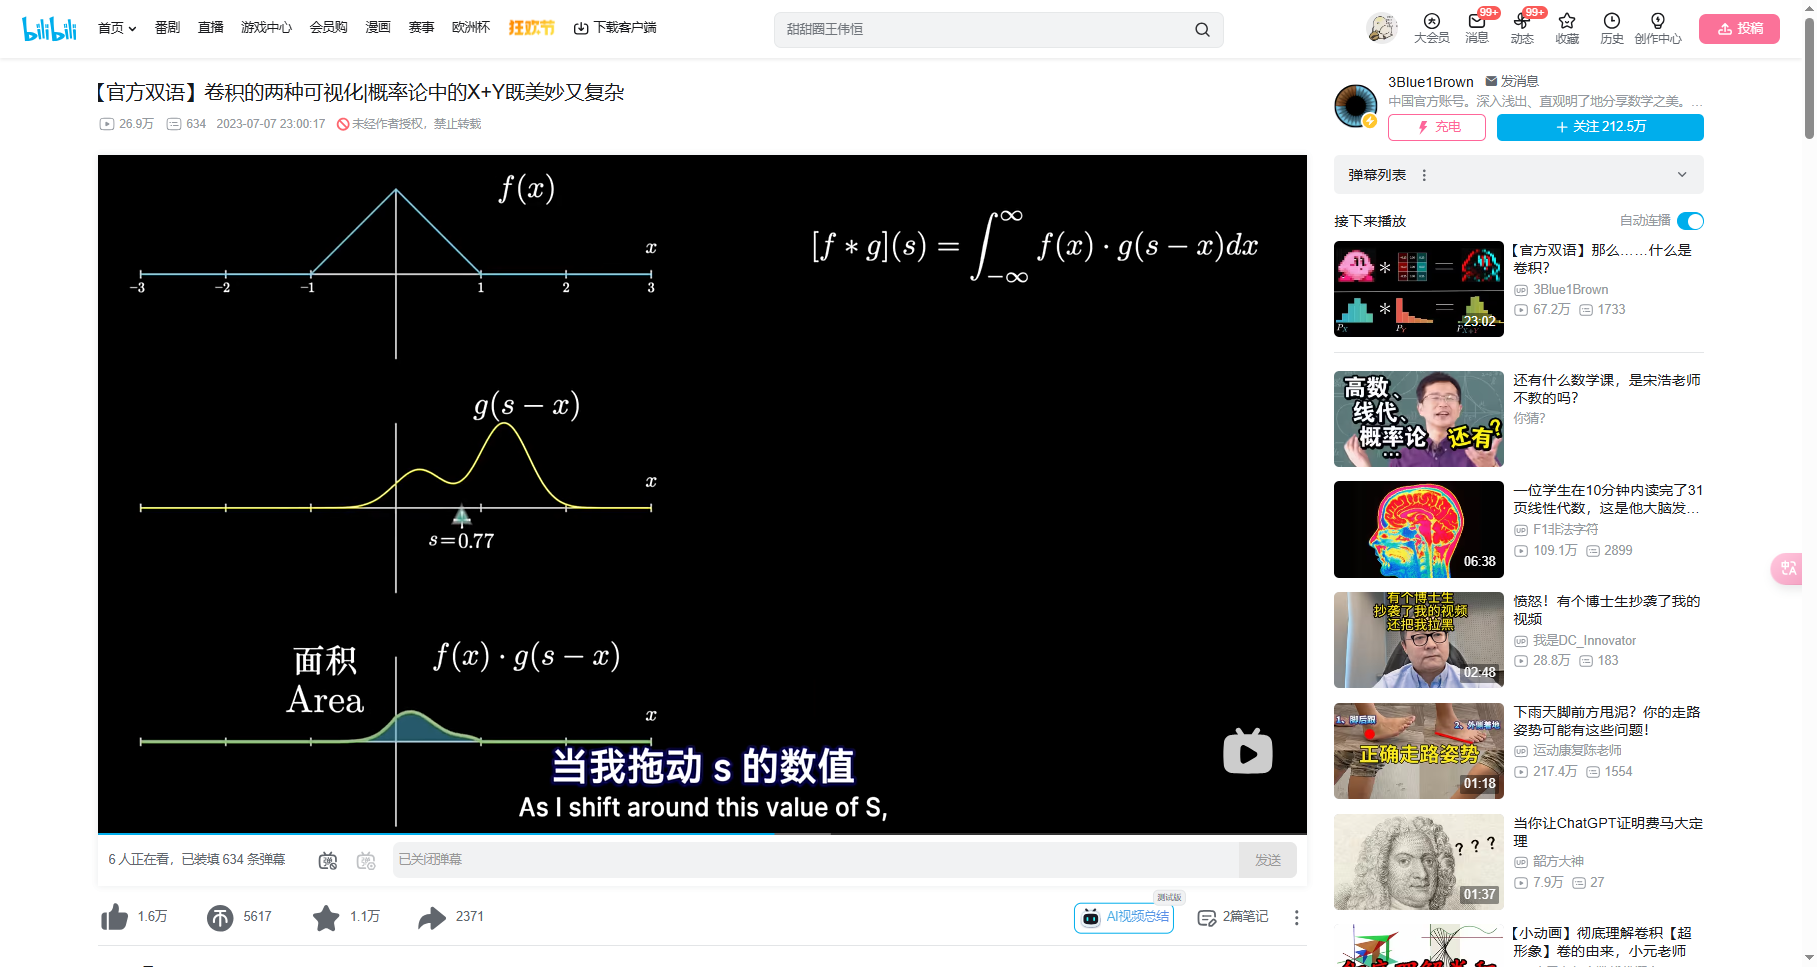 bilibili
首页 番剧 直播 游戏中心 会员购 漫画 赛事 欧洲杯 狂欢节 下载客户端
甜甜圈王伟恒
99+ 99+
大会员 消息 动态 收藏 历史 创作中心 投稿
【官方双语】卷积的两种可视化|概率论中的X+Y既美妙又复杂
26.9万 634 2023-07-07 23:00:17 未经作者授权，禁止转载
f(x)
x
−3 −2 −1 1 2 3
[f ∗ g](s) = ∫_{−∞}^{∞} f(x) · g(s − x)dx
g(s − x)
x
s=0.77
面积
Area
f(x) · g(s − x)
x
当我拖动 s 的数值
As I shift around this value of S,
6 人正在看，已装填 634 条弹幕 已关闭弹幕 发送
1.6万 5617 1.1万 2371
测试版
AI视频总结 2篇笔记
3Blue1Brown 发消息
中国官方账号。深入浅出、直观明了地分享数学之美。...
充电 + 关注 212.5万
弹幕列表
接下来播放 自动连播
23:02
【官方双语】那么……什么是
卷积？
3Blue1Brown
67.2万 1733
高数、
线代、
概率论
...
还有?
还有什么数学课，是宋浩老师
不教的吗？
你猜?
06:38
一位学生在10分钟内读完了31
页线性代数，这是他大脑发...
F1非法字符
109.1万 2899
有个博士生
抄袭了我的视频
还把我拉黑
02:48
愤怒！有个博士生抄袭了我的
视频
我是DC_Innovator
28.8万 183
1、脚后跟 2、外侧着地
正确走路姿势
01:18
下雨天脚前方甩泥？你的走路
姿势可能有这些问题！
运动康复陈老师
217.4万 1554
? ? ?
01:37
当你让ChatGPT证明费马大定
理
韶方大神
7.9万 27
【小动画】彻底理解卷积【超
形象】卷的由来，小元老师